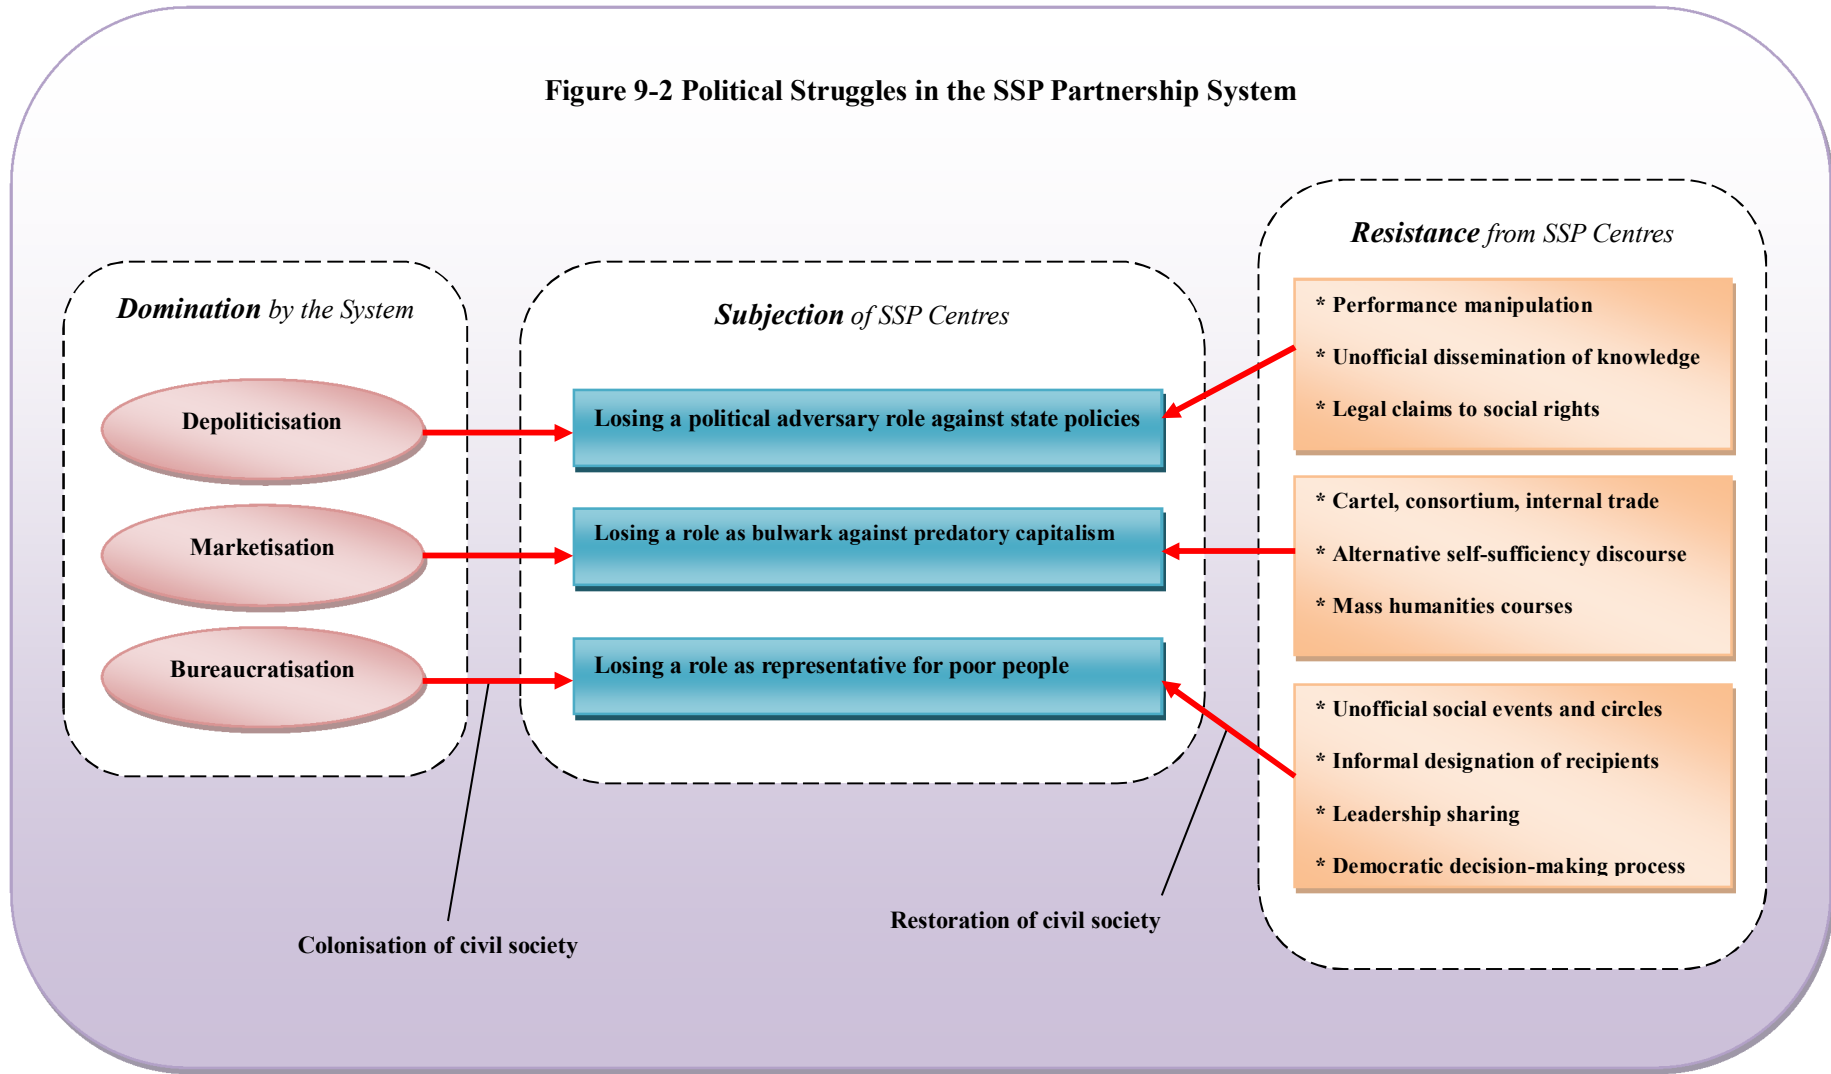 Figure 9-2 Political Struggles in the SSP Partnership System
Domination by the System
Depoliticisation
Marketisation
Bureaucratisation
Subjection of SSP Centres
Losing a political adversary role against state policies
Losing a role as bulwark against predatory capitalism
Losing a role as representative for poor people
Resistance from SSP Centres
* Performance manipulation
* Unofficial dissemination of knowledge
* Legal claims to social rights
* Cartel, consortium, internal trade
* Alternative self-sufficiency discourse
* Mass humanities courses
* Unofficial social events and circles
* Informal designation of recipients
* Leadership sharing
* Democratic decision-making process
Colonisation of civil society
Restoration of civil society